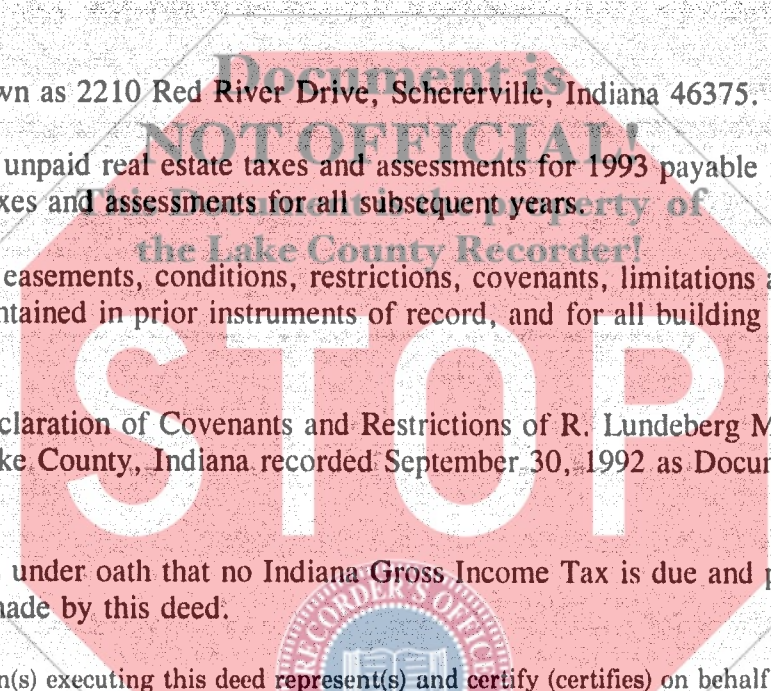 Document is
wn as 2210 Red River Drive, Schererville, Indiana 46375.
NOT OFFICIAL!
unpaid real estate taxes and assessments for 1993 payable
xes and assessments for all subsequent years.
This Document is the property of
the Lake County Recorder!
easements, conditions, restrictions, covenants, limitations a
ntained in prior instruments of record, and for all building
STOP
claration of Covenants and Restrictions of R. Lundeberg M
ke County, Indiana recorded September 30, 1992 as Docu
under oath that no Indiana Gross Income Tax is due and p
nade by this deed.
RECORDER'S OFFICE
n(s) executing this deed represent(s) and certify (certifies) on behalf